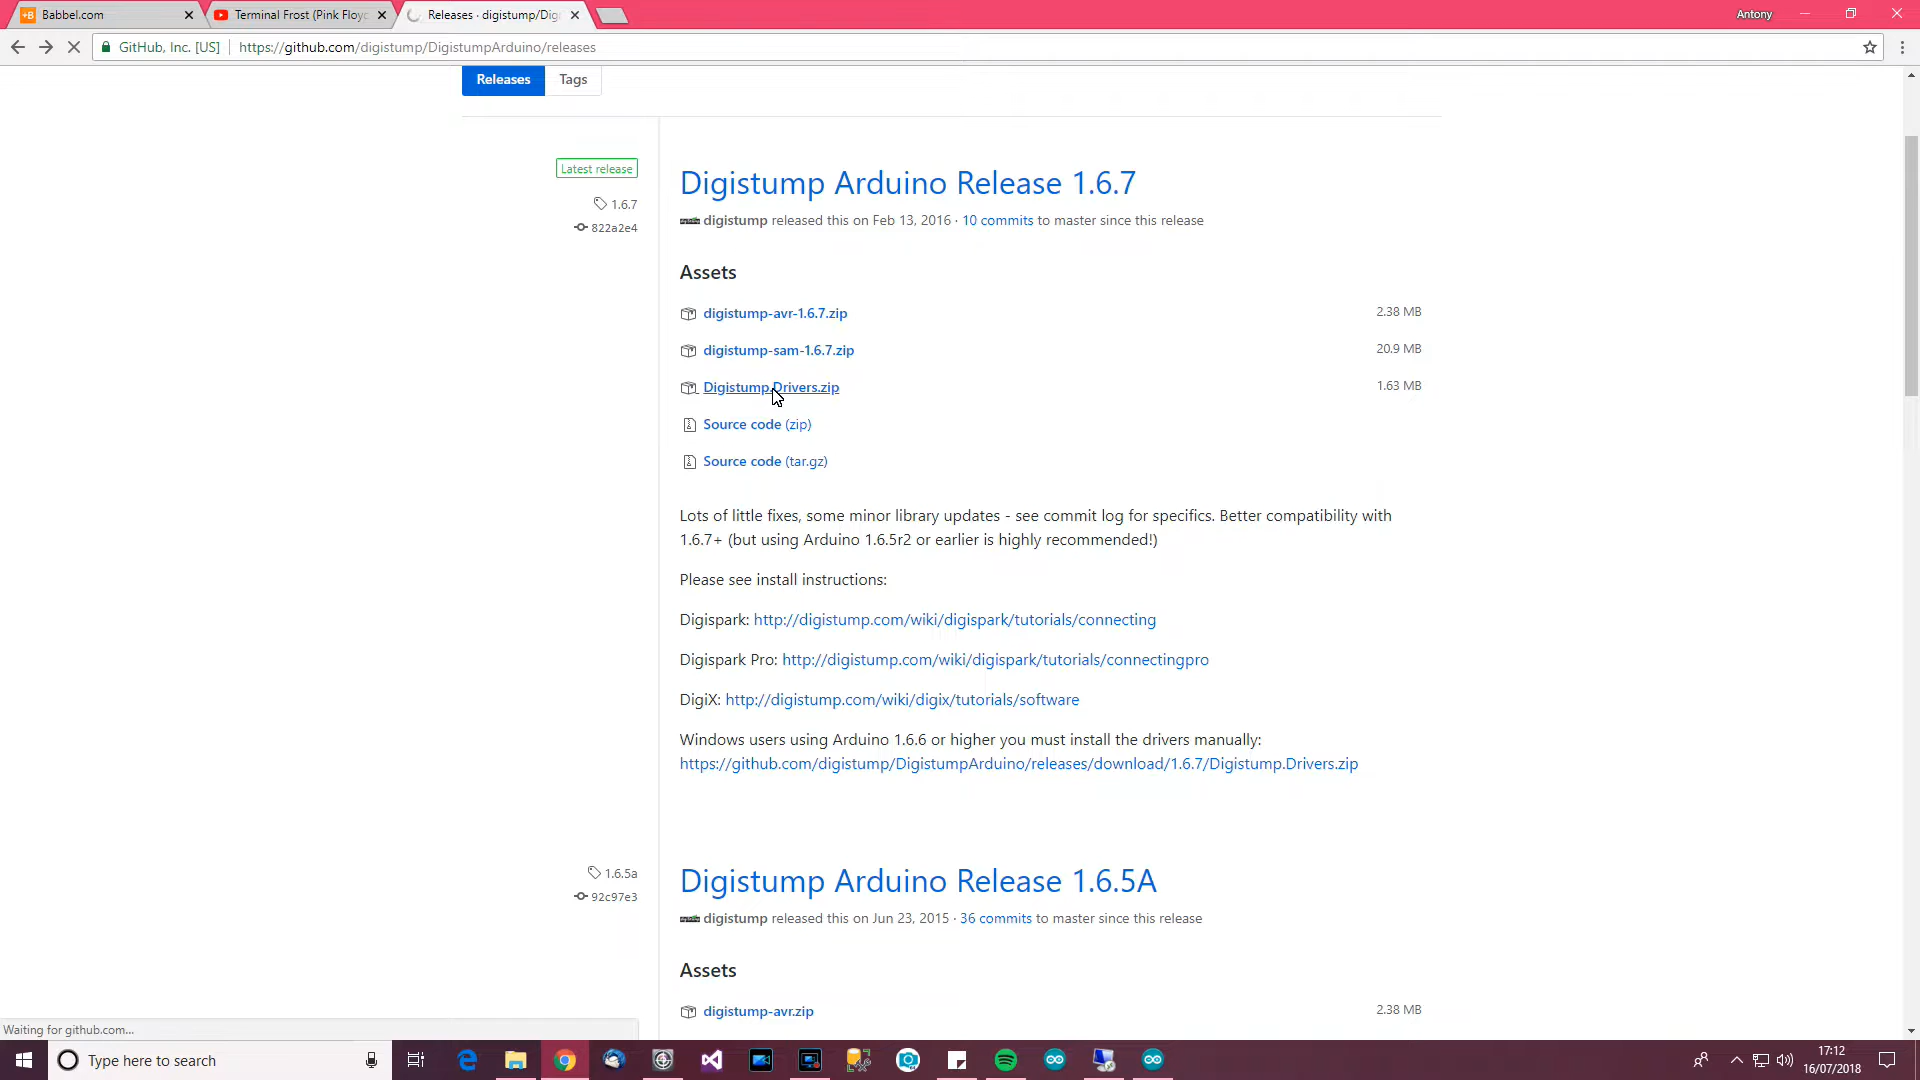 Babbel.com
Terminal Frost (Pink Floyd
Releases · digistump/Dig
Antony
GitHub, Inc. [US]
https://github.com/digistump/DigistumpArduino/releases
Releases
Tags
Latest release
1.6.7
822a2e4
Digistump Arduino Release 1.6.7
digistump released this on Feb 13, 2016 · 10 commits to master since this release
Assets
digistump-avr-1.6.7.zip 2.38 MB
digistump-sam-1.6.7.zip 20.9 MB
Digistump.Drivers.zip 1.63 MB
Source code (zip)
Source code (tar.gz)
Lots of little fixes, some minor library updates - see commit log for specifics. Better compatibility with
1.6.7+ (but using Arduino 1.6.5r2 or earlier is highly recommended!)
Please see install instructions:
Digispark: http://digistump.com/wiki/digispark/tutorials/connecting
Digispark Pro: http://digistump.com/wiki/digispark/tutorials/connectingpro
DigiX: http://digistump.com/wiki/digix/tutorials/software
Windows users using Arduino 1.6.6 or higher you must install the drivers manually:
https://github.com/digistump/DigistumpArduino/releases/download/1.6.7/Digistump.Drivers.zip
1.6.5a
92c97e3
Digistump Arduino Release 1.6.5A
digistump released this on Jun 23, 2015 · 36 commits to master since this release
Assets
digistump-avr.zip 2.38 MB
Waiting for github.com...
Type here to search
17:12
16/07/2018